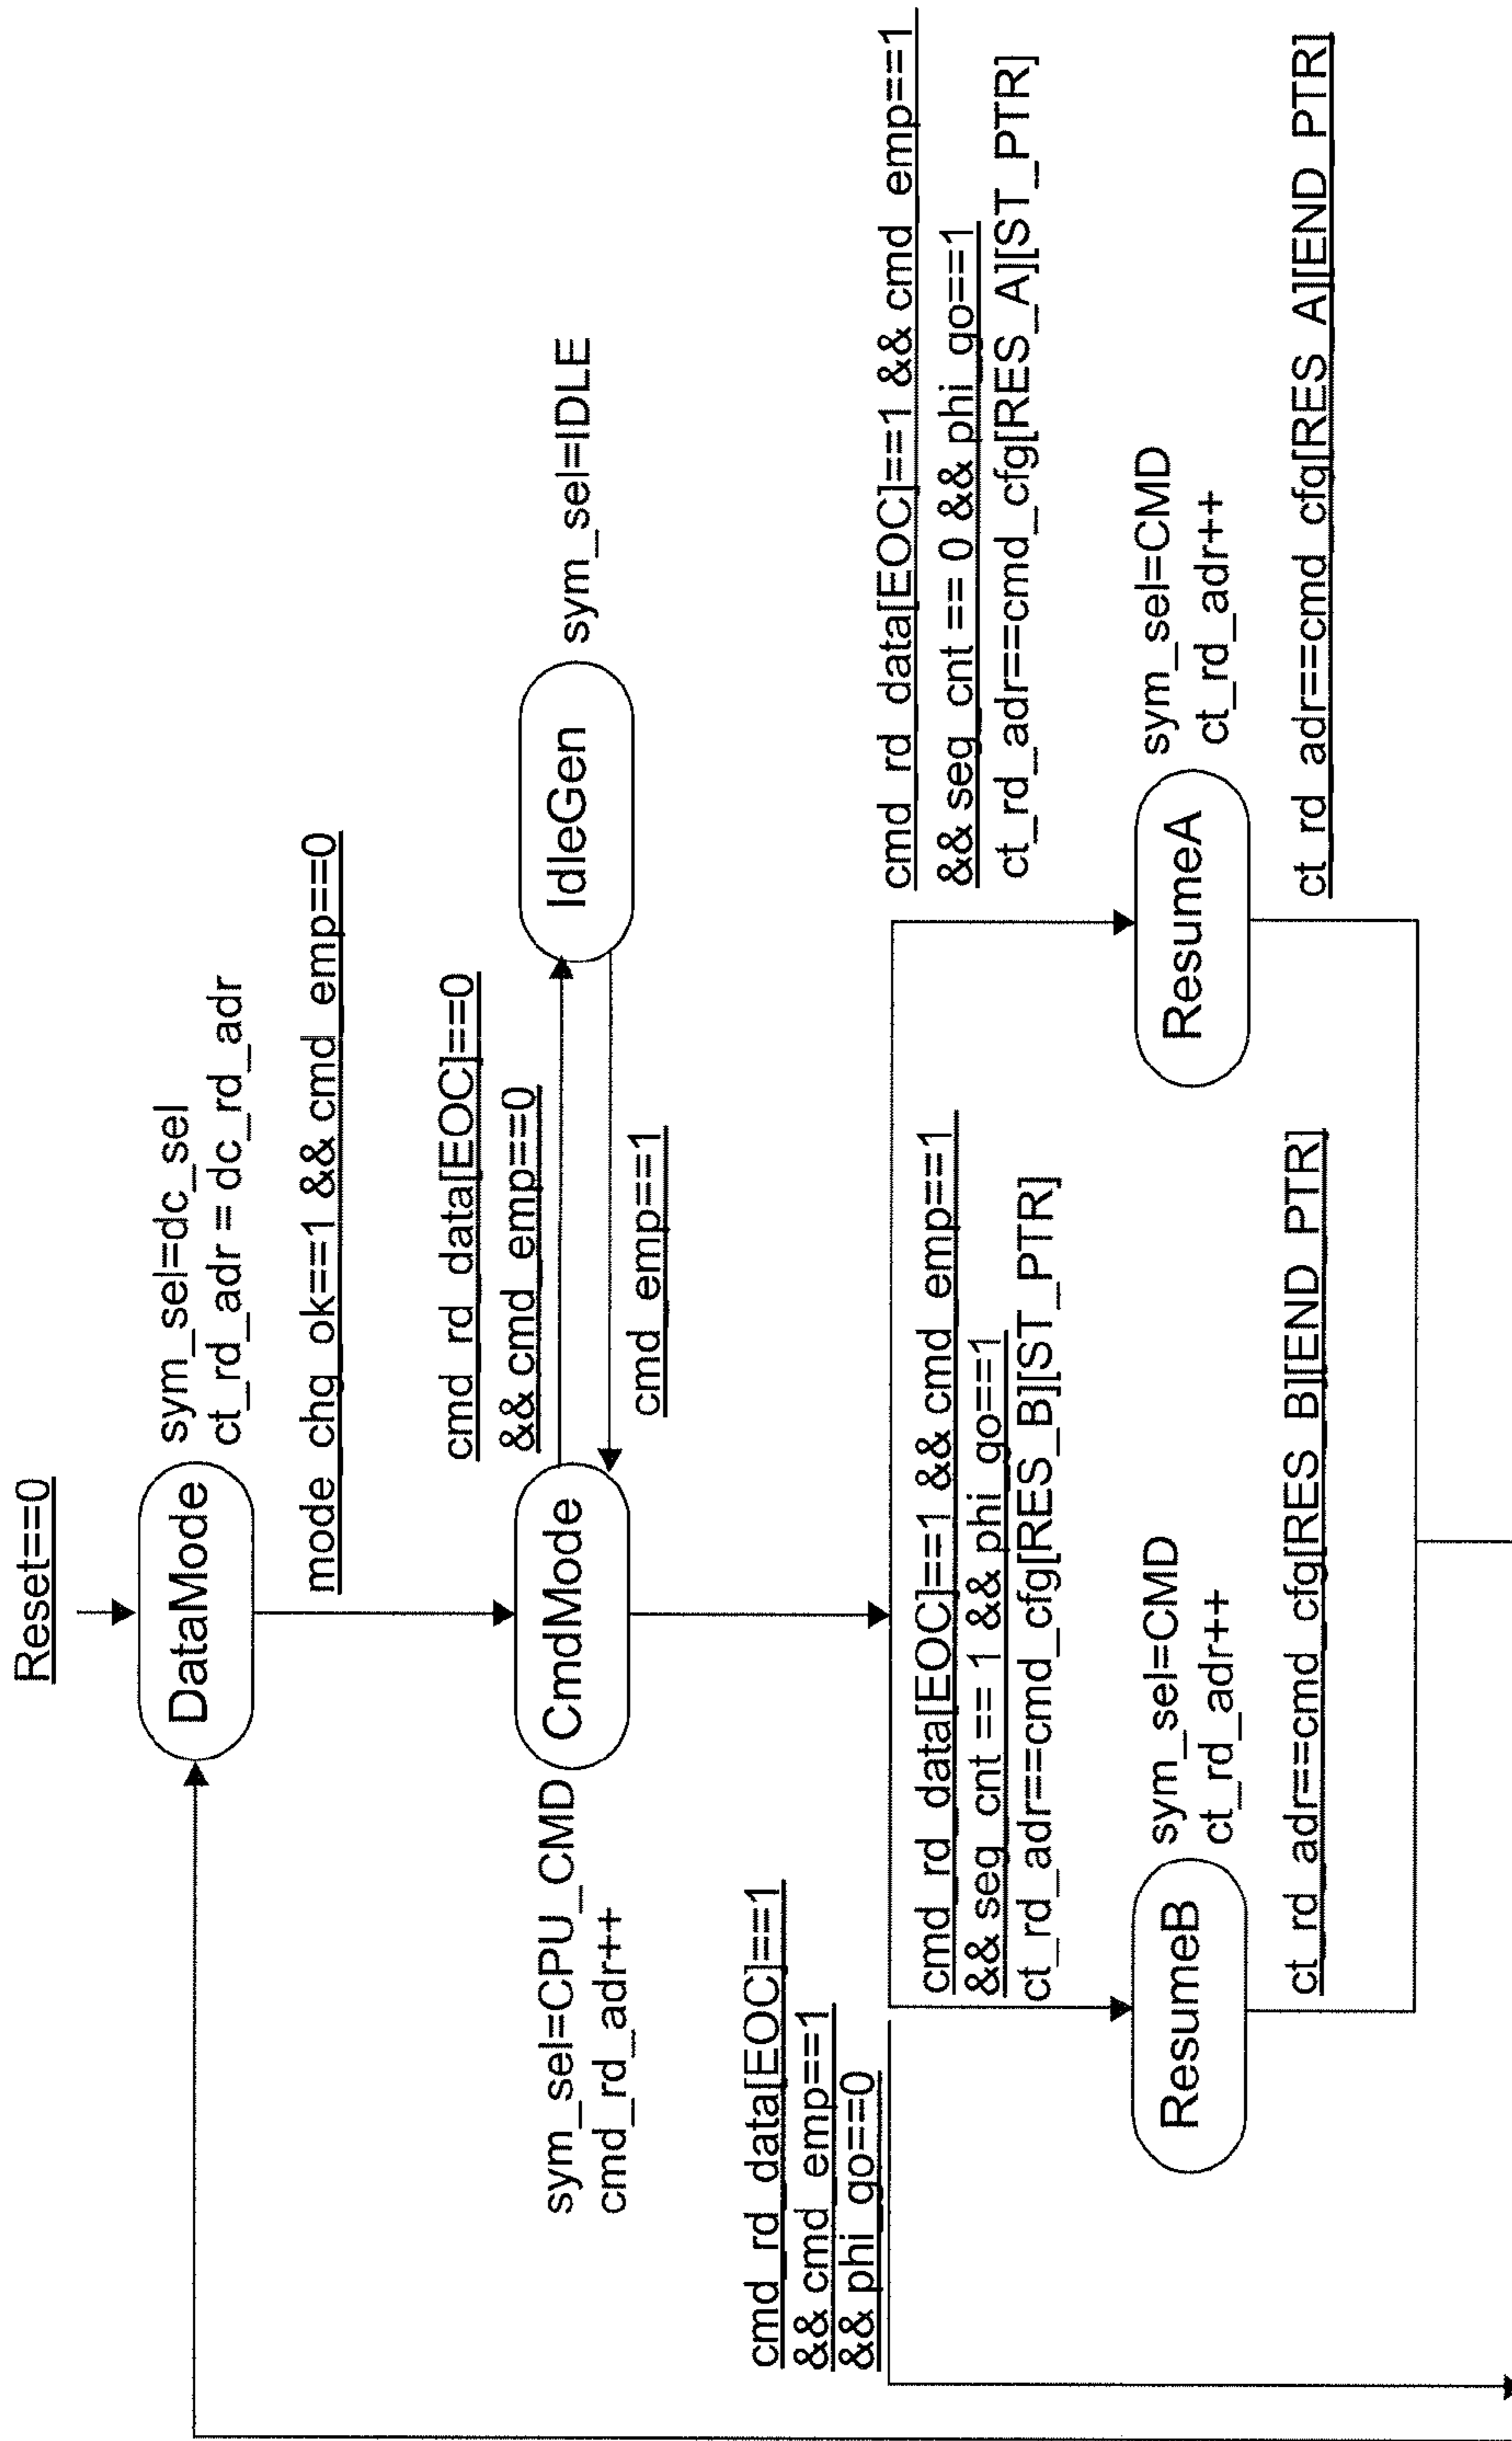 Reset==0
DataMode
sym_sel=dc_sel
ct_rd_adr = dc_rd_adr
mode_chg_ok==1 && cmd_emp==0
sym_sel=CPU_CMD
cmd_rd_adr++
CmdMode
cmd_rd_data[EOC]==0
&& cmd_emp==0
cmd_emp==1
IdleGen
sym_sel=IDLE
cmd_rd_data[EOC]==1
&& cmd_emp==1
&& phi_go==0
cmd_rd_data[EOC]==1 && cmd_emp==1
&& seq_cnt == 1 && phi_go==1
ct_rd_adr==cmd_cfg[RES_B][ST_PTR]
cmd_rd_data[EOC]==1 && cmd_emp==1
&& seq_cnt == 0 && phi_go==1
ct_rd_adr==cmd_cfg[RES_A][ST_PTR]
ResumeB
sym_sel=CMD
ct_rd_adr++
ResumeA
sym_sel=CMD
ct_rd_adr++
ct_rd_adr==cmd_cfg[RES_B][END_PTR]
ct_rd_adr==cmd_cfg[RES_A][END_PTR]